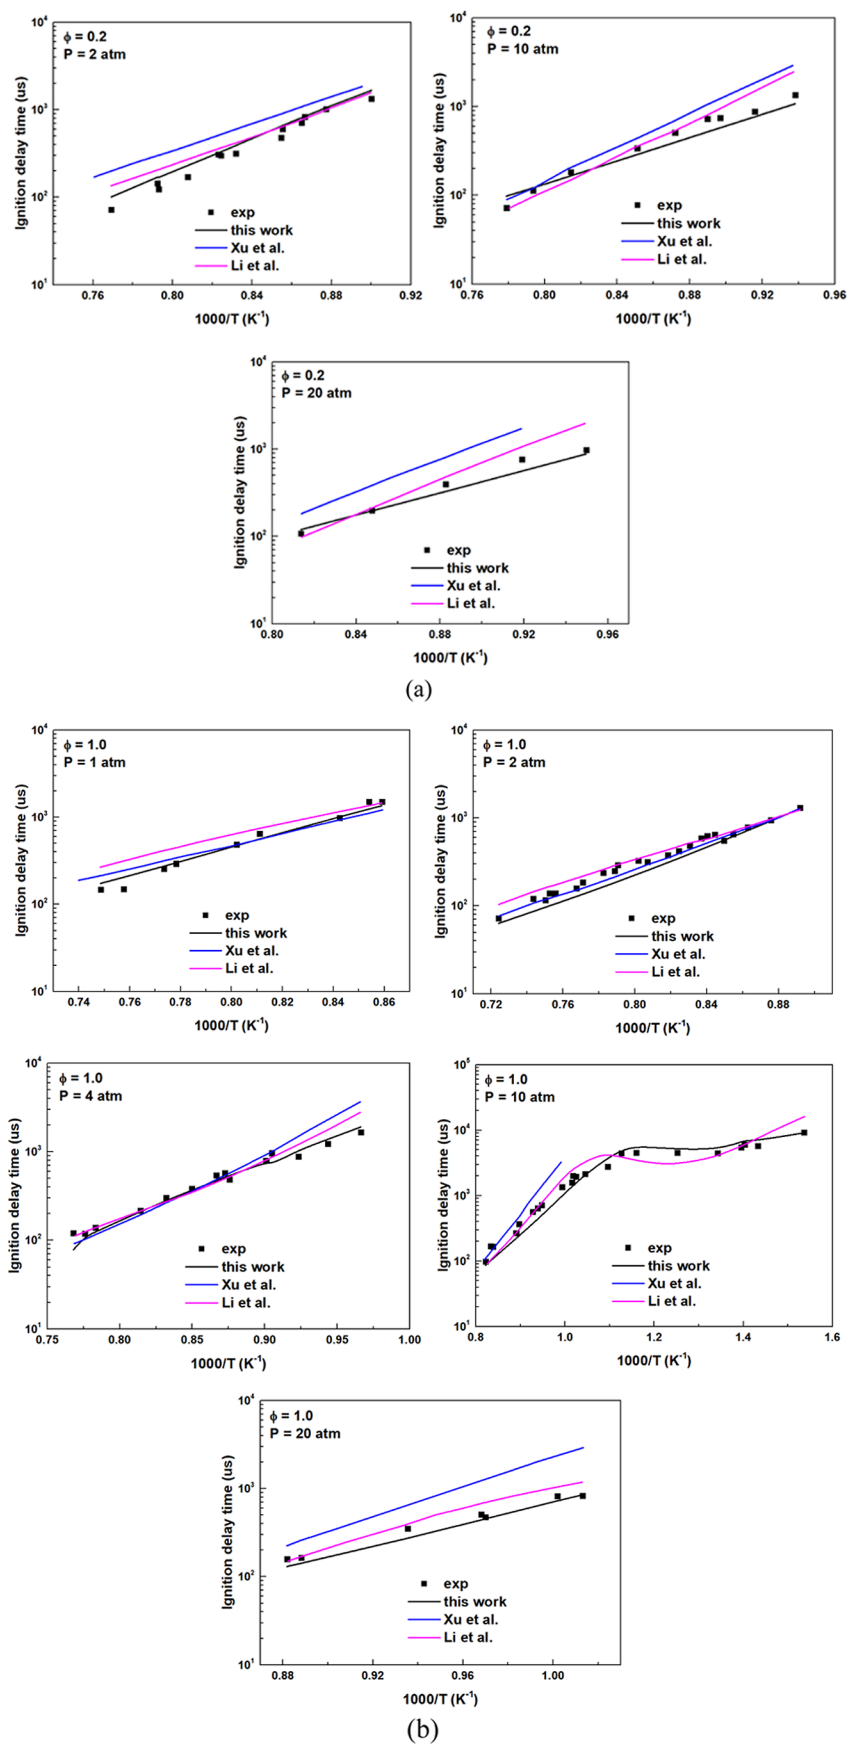 ϕ = 0.2
P = 2 atm
Ignition delay time (us)
10⁴
10³
10²
10¹
exp
this work
Xu et al.
Li et al.
0.76 0.80 0.84 0.88 0.92
1000/T (K⁻¹)
ϕ = 0.2
P = 10 atm
Ignition delay time (us)
10⁴
10³
10²
10¹
exp
this work
Xu et al.
Li et al.
0.76 0.80 0.84 0.88 0.92 0.96
1000/T (K⁻¹)
ϕ = 0.2
P = 20 atm
Ignition delay time (us)
10⁴
10³
10²
10¹
exp
this work
Xu et al.
Li et al.
0.80 0.84 0.88 0.92 0.96
1000/T (K⁻¹)
(a)
ϕ = 1.0
P = 1 atm
Ignition delay time (us)
10⁴
10³
10²
10¹
exp
this work
Xu et al.
Li et al.
0.74 0.76 0.78 0.80 0.82 0.84 0.86
1000/T (K⁻¹)
ϕ = 1.0
P = 2 atm
Ignition delay time (us)
10⁴
10³
10²
10¹
exp
this work
Xu et al.
Li et al.
0.72 0.76 0.80 0.84 0.88
1000/T (K⁻¹)
ϕ = 1.0
P = 4 atm
Ignition delay time (us)
10⁴
10³
10²
10¹
exp
this work
Xu et al.
Li et al.
0.75 0.80 0.85 0.90 0.95 1.00
1000/T (K⁻¹)
ϕ = 1.0
P = 10 atm
Ignition delay time (us)
10⁵
10⁴
10³
10²
10¹
exp
this work
Xu et al.
Li et al.
0.8 1.0 1.2 1.4 1.6
1000/T (K⁻¹)
ϕ = 1.0
P = 20 atm
Ignition delay time (us)
10⁴
10³
10²
10¹
exp
this work
Xu et al.
Li et al.
0.88 0.92 0.96 1.00
1000/T (K⁻¹)
(b)